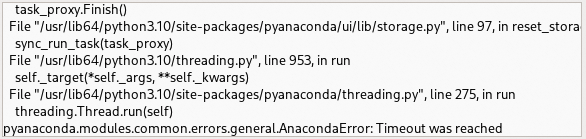 task_proxy.Finish()
File "/usr/lib64/python3.10/site-packages/pyanaconda/ui/lib/storage.py", line 97, in reset_stora
sync_run_task(task_proxy)
File "/usr/lib64/python3.10/threading.py", line 953, in run
self._target(*self._args, **self._kwargs)
File "/usr/lib64/python3.10/site-packages/pyanaconda/threading.py", line 275, in run
threading.Thread.run(self)
pyanaconda.modules.common.errors.general.AnacondaError: Timeout was reached